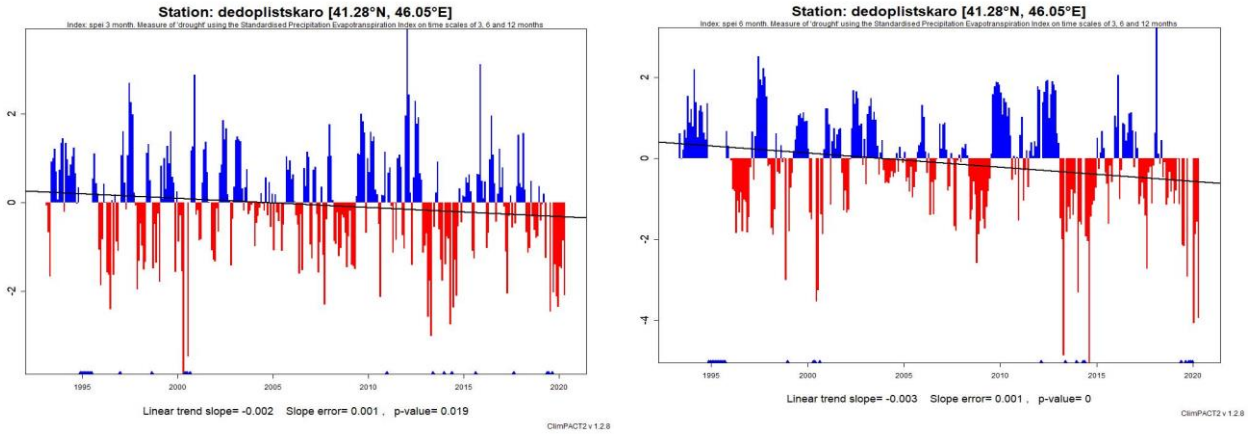 Station: dedoplistskaro [41.28°N, 46.05°E]
Index: spei 3 month. Measure of 'drought' using the Standardised Precipitation Evapotranspiration Index on time scales of 3, 6 and 12 months
2
0
-2
1995 2000 2005 2010 2015 2020
Linear trend slope= -0.002 Slope error= 0.001 , p-value= 0.019
ClimPACT2 v 1.2.8
Station: dedoplistskaro [41.28°N, 46.05°E]
Index: spei 6 month. Measure of 'drought' using the Standardised Precipitation Evapotranspiration Index on time scales of 3, 6 and 12 months
2
0
-2
-4
1995 2000 2005 2010 2015 2020
Linear trend slope= -0.003 Slope error= 0.001 , p-value= 0
ClimPACT2 v 1.2.8